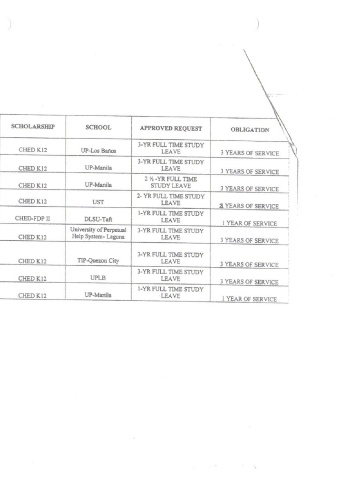 SCHOLARSHIP SCHOOL APPROVED REQUEST OBLIGATION
CHED K12 UP-Los Baños 3-YR FULL TIME STUDY LEAVE 3 YEARS OF SERVICE
CHED K12 UP-Manila 3-YR FULL TIME STUDY LEAVE 3 YEARS OF SERVICE
CHED K12 UP-Manila 2 ½ -YR FULL TIME STUDY LEAVE 3 YEARS OF SERVICE
CHED K12 UST 2- YR FULL TIME STUDY LEAVE YEARS OF SERVICE
CHED-FDP II DLSU-Taft 1-YR FULL TIME STUDY LEAVE 1 YEAR OF SERVICE
CHED K12 University of Perpetual Help System- Laguna 3-YR FULL TIME STUDY LEAVE 3 YEARS OF SERVICE
CHED K12 TIP-Quezon City 3-YR FULL TIME STUDY LEAVE 3 YEARS OF SERVICE
CHED K12 UPLB 3-YR FULL TIME STUDY LEAVE 3 YEARS OF SERVICE
CHED K12 UP-Manila 1-YR FULL TIME STUDY LEAVE 1 YEAR OF SERVICE